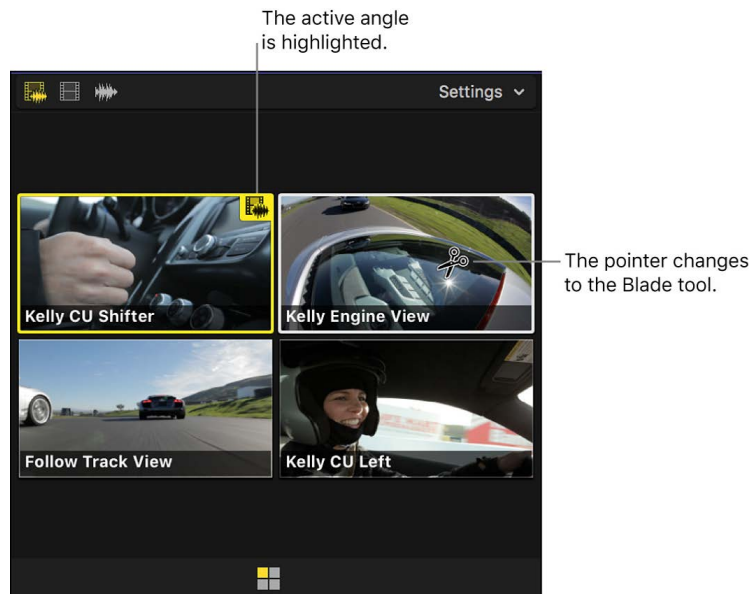 The active angle
is highlighted.
Settings
Kelly CU Shifter
Kelly Engine View
The pointer changes
to the Blade tool.
Follow Track View
Kelly CU Left